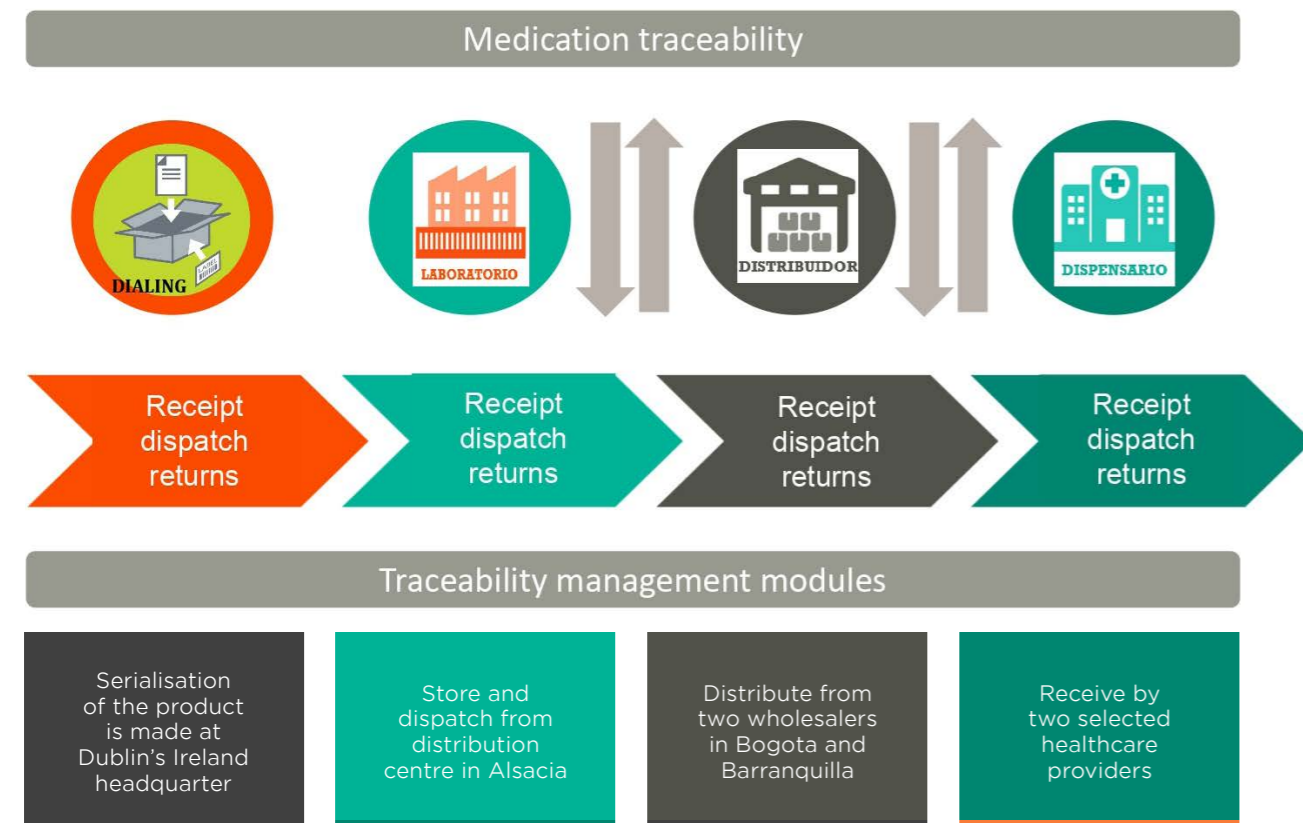 Medication traceability
DIALING
LABORATORIO
DISTRIBUIDOR
DISPENSARIO
Receipt
dispatch
returns
Receipt
dispatch
returns
Receipt
dispatch
returns
Receipt
dispatch
returns
Traceability management modules
Serialisation
of the product
is made at
Dublin's Ireland
headquarter
Store and
dispatch from
distribution
centre in Alsacia
Distribute from
two wholesalers
in Bogota and
Barranquilla
Receive by
two selected
healthcare
providers